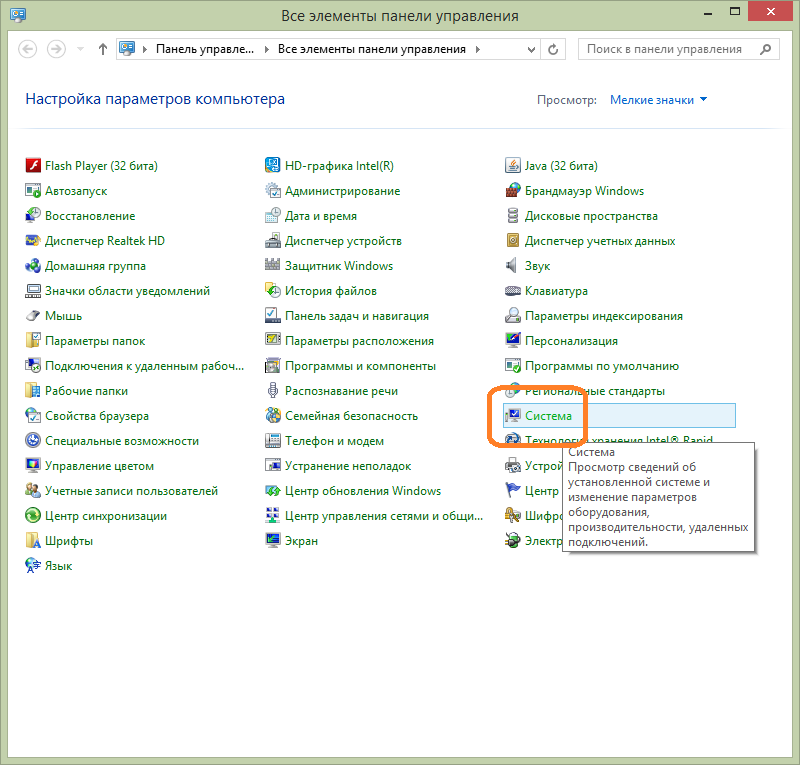 Все элементы панели управления
Панель управле...
Все элементы панели управления
Поиск в панели управления
Настройка параметров компьютера
Просмотр:
Мелкие значки
Flash Player (32 бита)
HD-графика Intel(R)
Java (32 бита)
Автозапуск
Администрирование
Брандмауэр Windows
Восстановление
Дата и время
Дисковые пространства
Диспетчер Realtek HD
Диспетчер устройств
Диспетчер учетных данных
Домашняя группа
Защитник Windows
Звук
Значки области уведомлений
История файлов
Клавиатура
Мышь
Панель задач и навигация
Параметры индексирования
Параметры папок
Параметры расположения
Персонализация
Подключения к удаленным рабоч...
Программы и компоненты
Программы по умолчанию
Рабочие папки
Распознавание речи
Региональные стандарты
Свойства браузера
Семейная безопасность
Система
Специальные возможности
Телефон и модем
Технология хранения Intel® Rapid
Управление цветом
Устранение неполадок
Устрой
Учетные записи пользователей
Центр обновления Windows
Центр
Центр синхронизации
Центр управления сетями и общи...
Шифро
Шрифты
Экран
Электр
Язык
Система
Просмотр сведений об
установленной системе и
изменение параметров
оборудования,
производительности, удаленных
подключений.